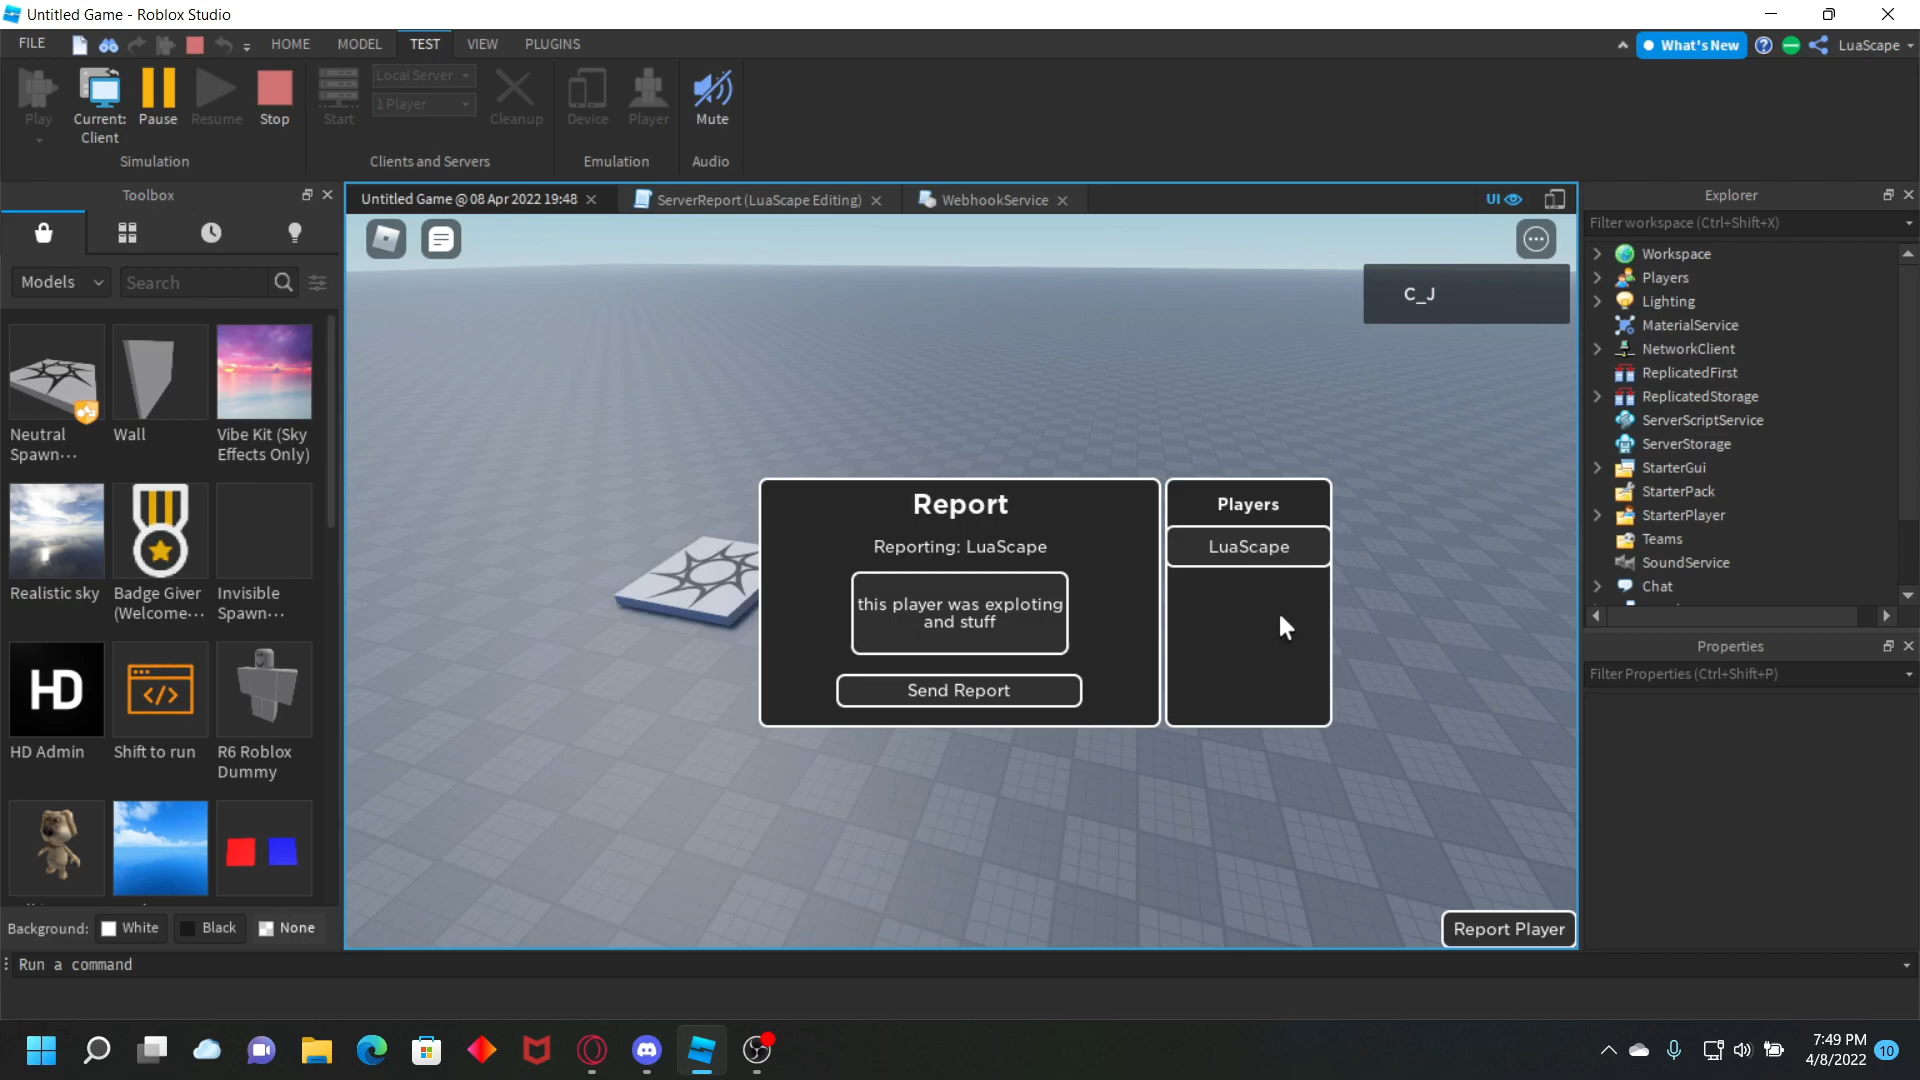 Untitled Game - Roblox Studio
FILE
HOME
MODEL
TEST
VIEW
PLUGINS
What's New
LuaScape
Play
Current:
Client
Pause
Resume
Stop
Simulation
Start
Local Server
1 Player
Cleanup
Clients and Servers
Device
Player
Emulation
Mute
Audio
Toolbox
Models
Search
Neutral
Spawn...
Wall
Vibe Kit (Sky
Effects Only)
Realistic sky
Badge Giver
(Welcome...
Invisible
Spawn...
HD
HD Admin
Shift to run
R6 Roblox
Dummy
Background:
White
Black
None
Run a command
Untitled Game @ 08 Apr 2022 19:48
ServerReport (LuaScape Editing)
WebhookService
UI
C_J
Report
Reporting: LuaScape
this player was exploting
and stuff
Send Report
Players
LuaScape
Report Player
Explorer
Filter workspace (Ctrl+Shift+X)
Workspace
Players
Lighting
MaterialService
NetworkClient
ReplicatedFirst
ReplicatedStorage
ServerScriptService
ServerStorage
StarterGui
StarterPack
StarterPlayer
Teams
SoundService
Chat
Properties
Filter Properties (Ctrl+Shift+P)
7:49 PM
4/8/2022
10